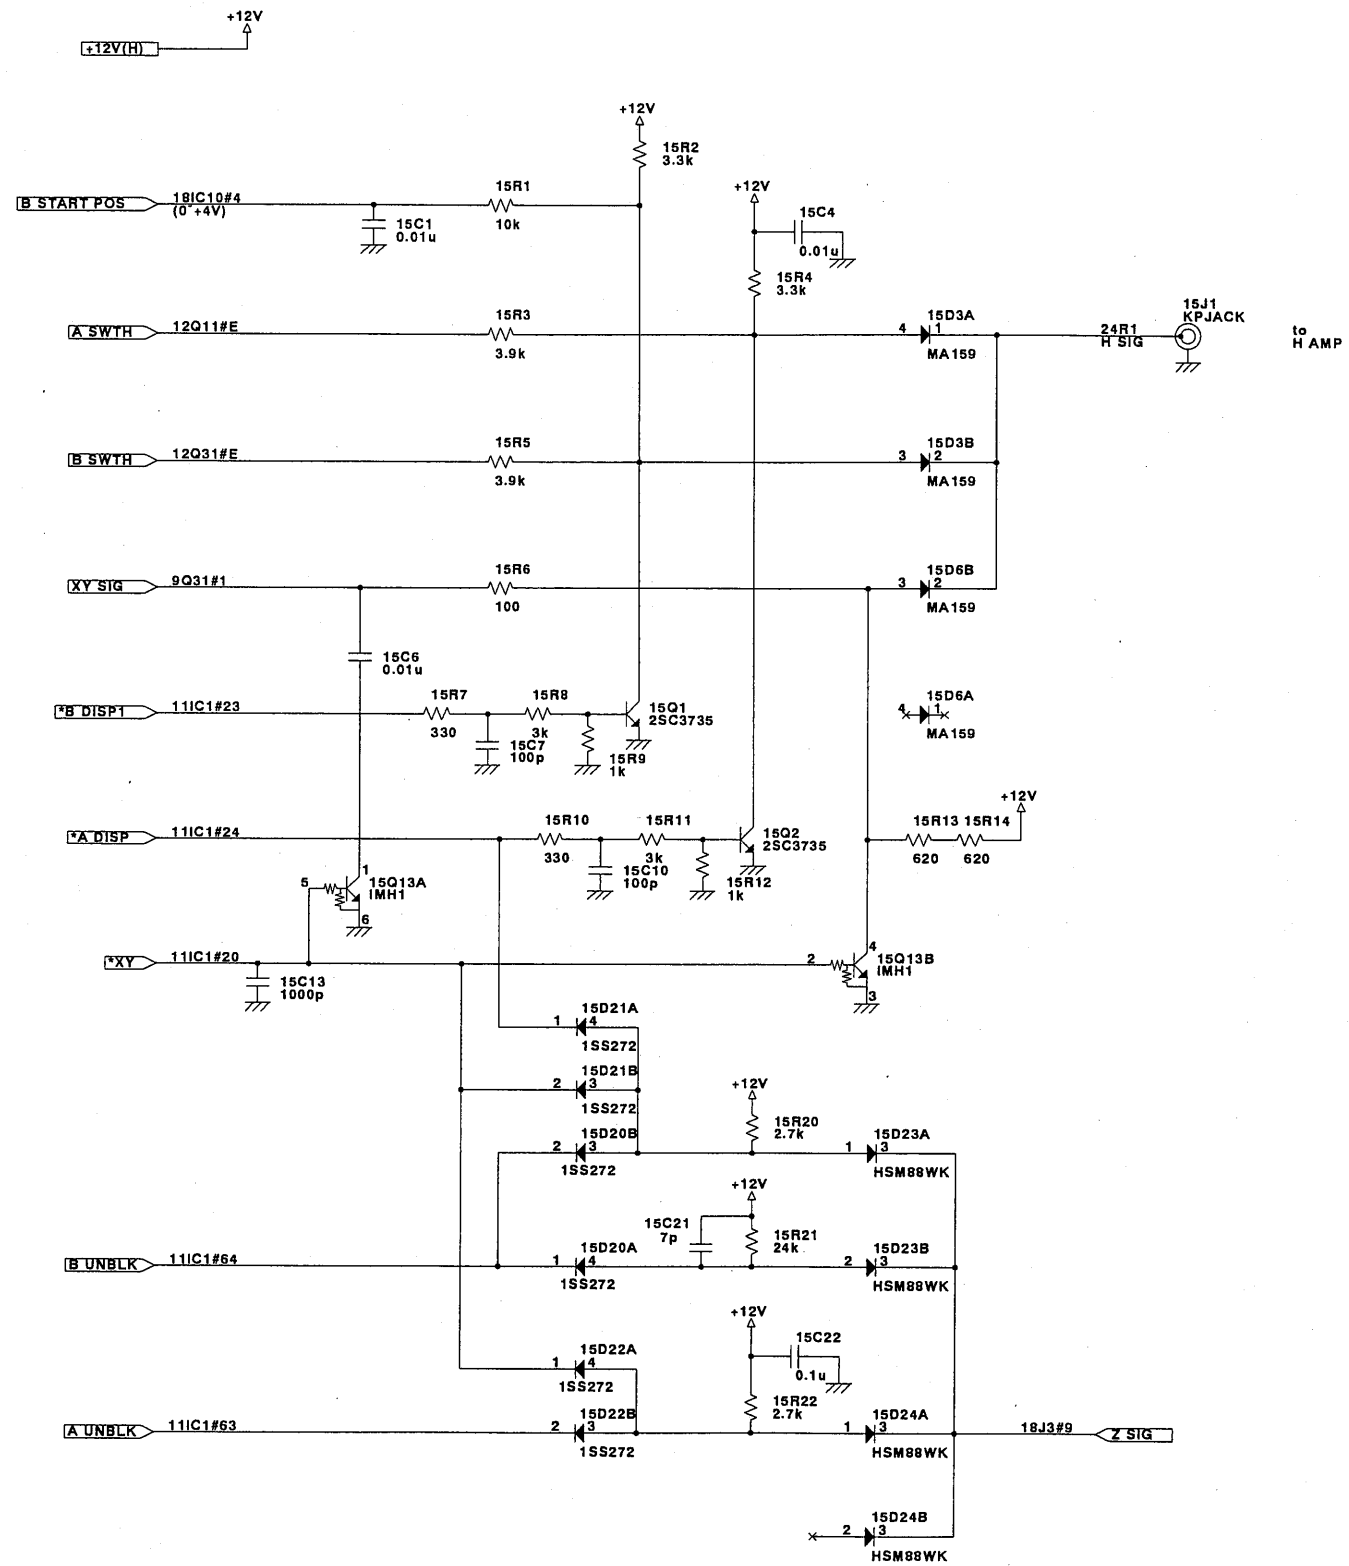 +12V
+12V(H)
+12V
15R2
3.3k
+12V
B START POS
18IC10#4
(0~+4V)
15R1
10k
15C1
0.01u
15C4
0.01u
15R4
3.3k
A SWTH
12Q11#E
15R3
3.9k
4
15D3A
1
MA159
24R1
H SIG
15J1
KPJACK
to
H AMP
B SWTH
12Q31#E
15R5
3.9k
3
15D3B
2
MA159
XY SIG
9Q31#1
15R6
100
3
15D6B
2
MA159
15C6
0.01u
*B DISP1
11IC1#23
15R7
330
15R8
3k
15C7
100p
15R9
1k
15Q1
2SC3735
15D6A
4
1
MA159
*A DISP
11IC1#24
15R10
330
15R11
3k
15C10
100p
15R12
1k
15Q2
2SC3735
+12V
15R13 15R14
620
620
5
1
15Q13A
IMH1
6
*XY
11IC1#20
15C13
1000p
2
4
15Q13B
IMH1
3
15D21A
1
4
1SS272
15D21B
2
3
1SS272
15D20B
2
3
1SS272
+12V
15R20
2.7k
15D23A
1
3
HSM88WK
+12V
15C21
7p
15R21
24k
B UNBLK
11IC1#64
15D20A
1
4
1SS272
15D23B
2
3
HSM88WK
+12V
15C22
0.1u
15D22A
1
4
1SS272
15R22
2.7k
A UNBLK
11IC1#63
15D22B
2
3
1SS272
15D24A
1
3
HSM88WK
18J3#9
Z SIG
15D24B
2
3
HSM88WK